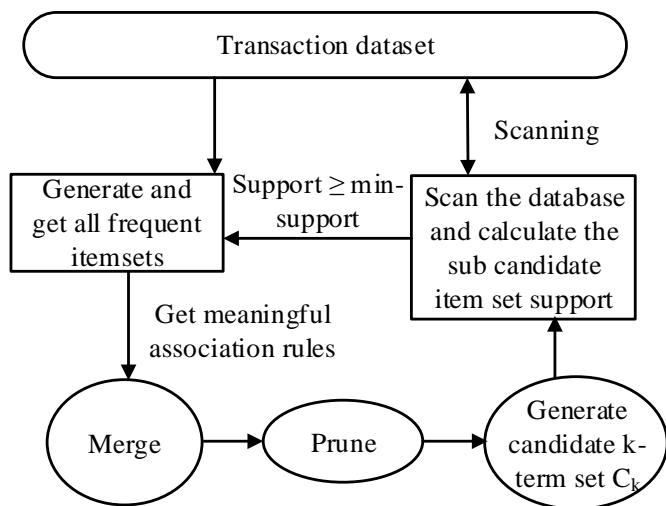 Transaction dataset
Scanning
Generate and
get all frequent
itemsets
Support ≥ min-
support
Scan the database
and calculate the
sub candidate
item set support
Get meaningful
association rules
Merge
Prune
Generate
candidate k-
term set Cₖ